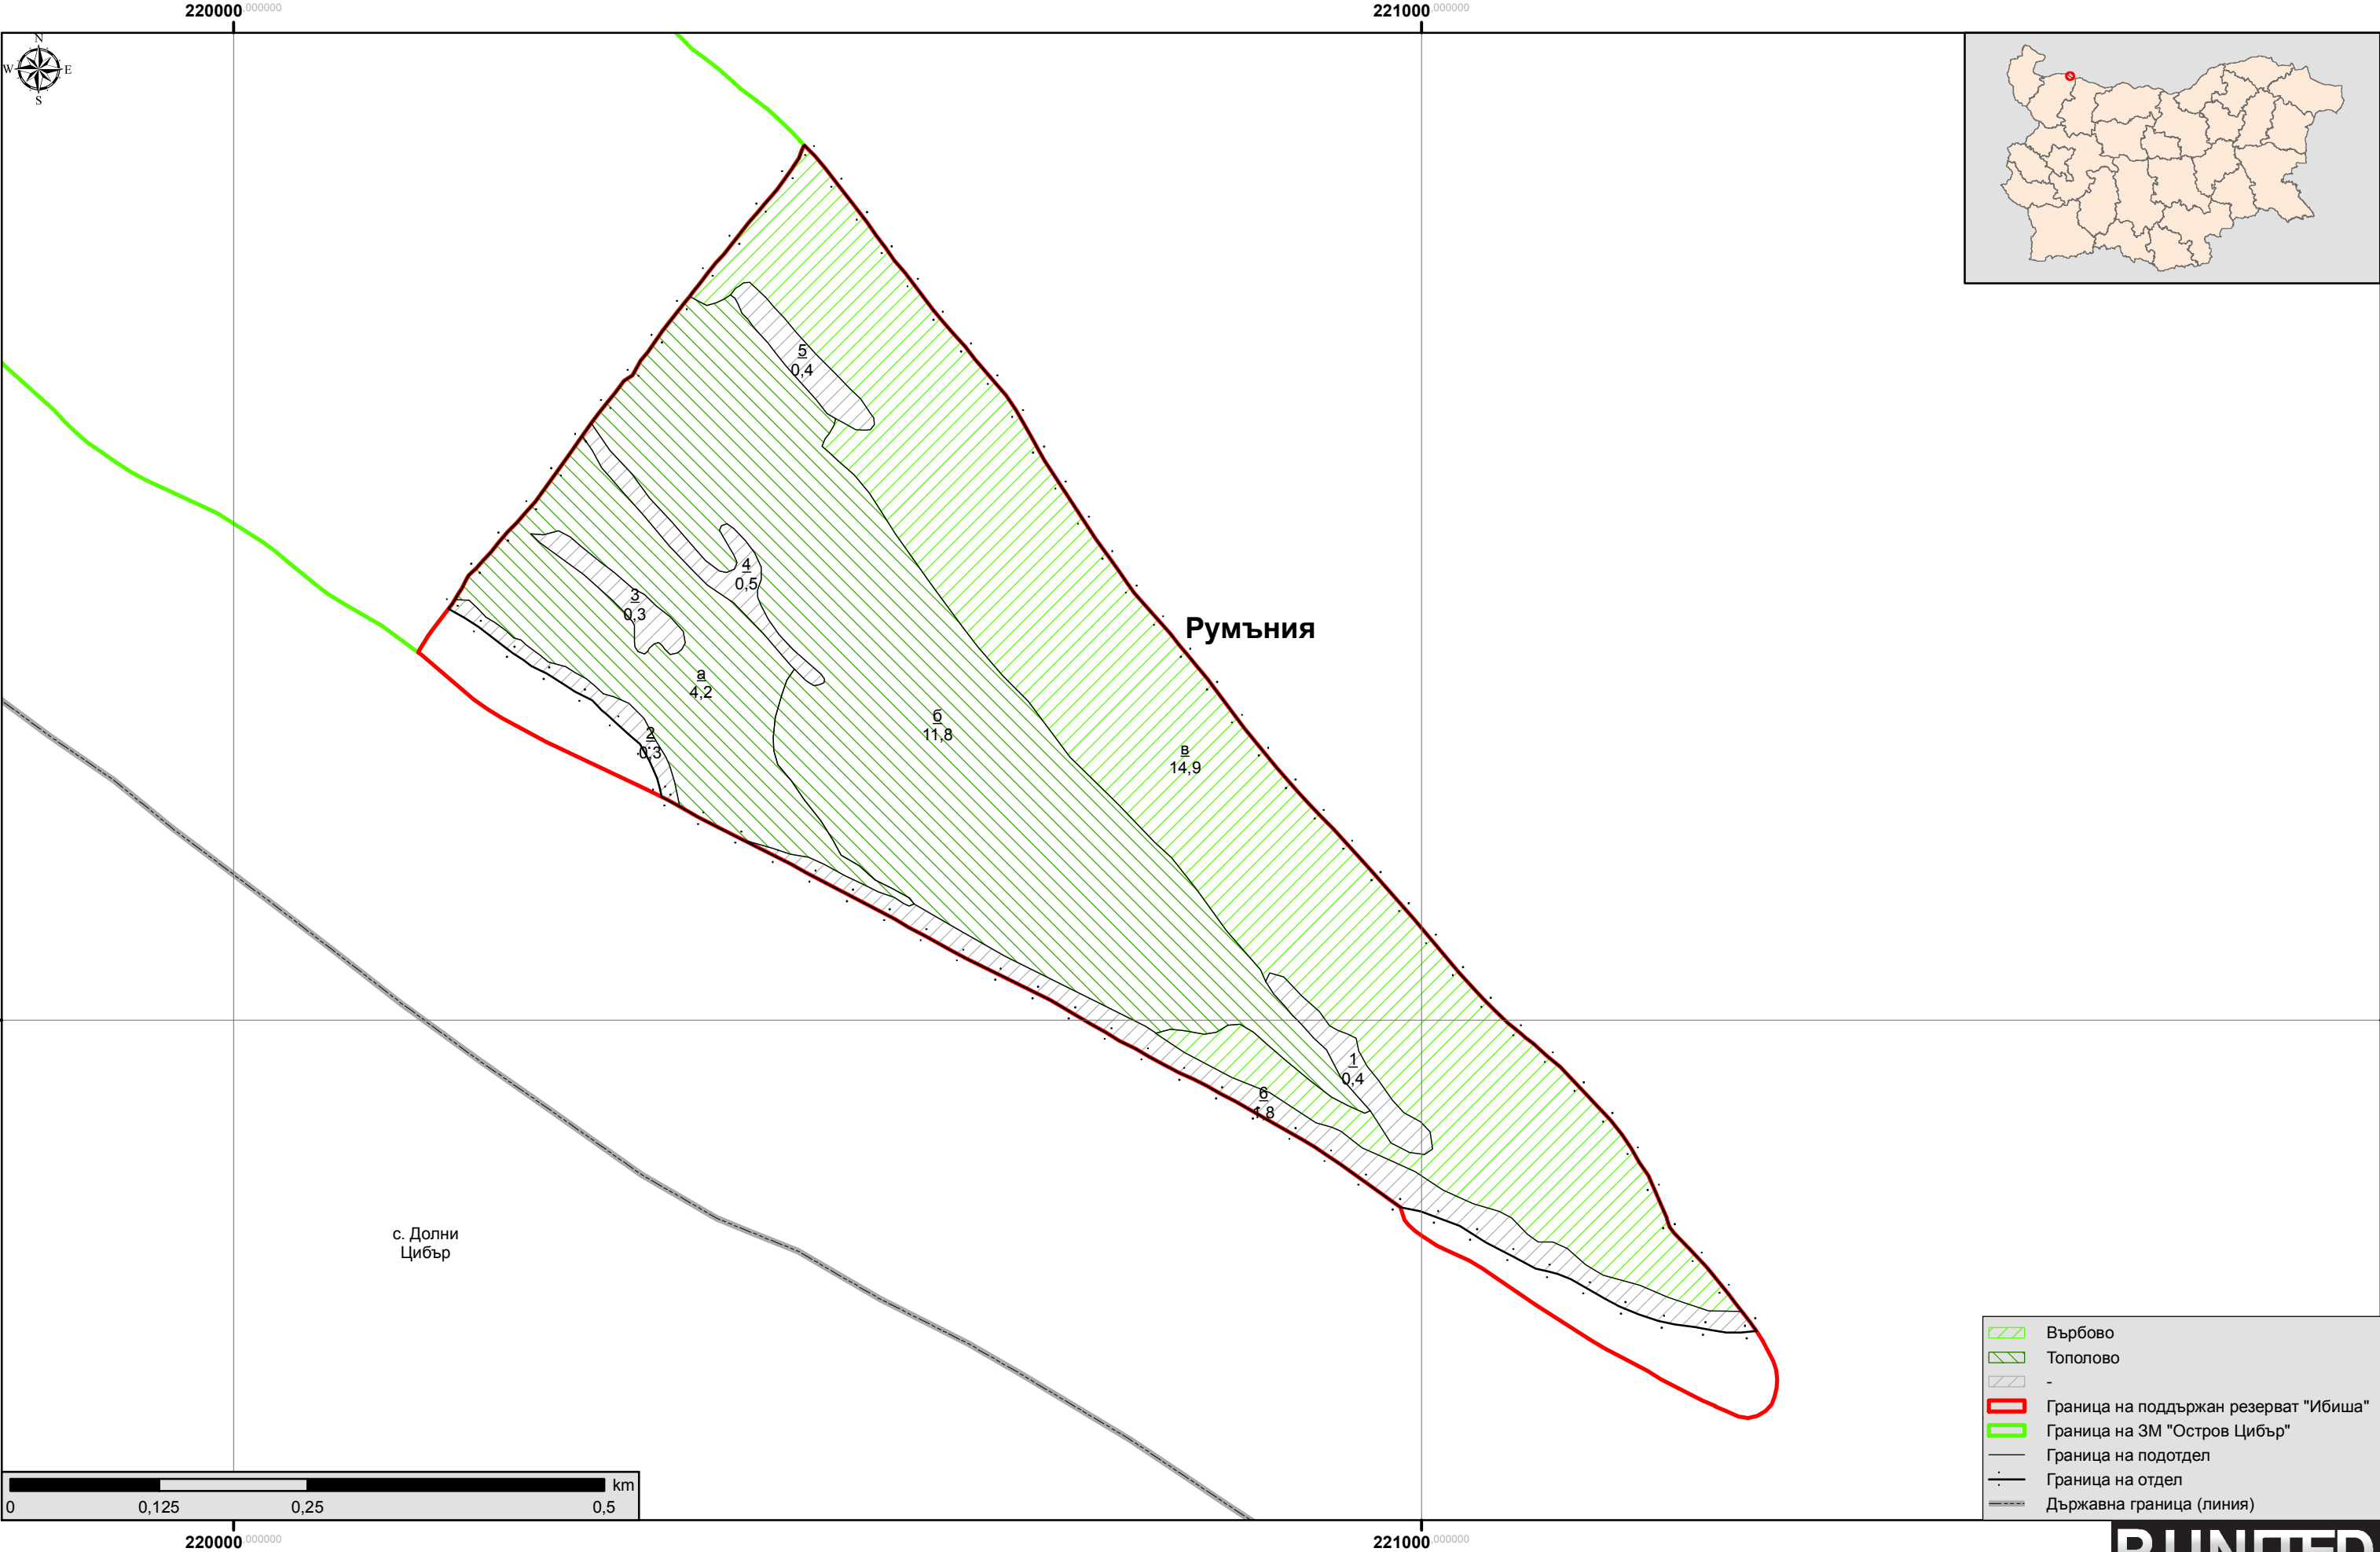 220000,000000
221000,000000
N
W E
S
5
0,4
4
0,5
3
0,3
Румъния
а
4,2
б
11,8
2
0,3
в
14,9
1
0,4
6
1,8
с. Долни
Цибър
Върбово
Тополово
-
Граница на поддържан резерват "Ибиша"
Граница на ЗМ "Остров Цибър"
Граница на подотдел
Граница на отдел
Държавна граница (линия)
km
0 0,125 0,25 0,5
220000,000000
221000,000000